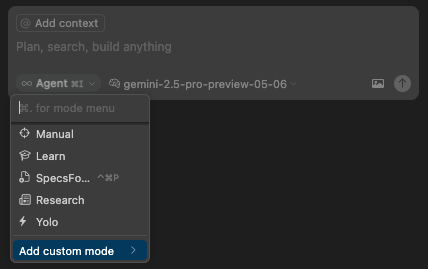 @ Add context
Plan, search, build anything
∞ Agent ⌘I
gemini-2.5-pro-preview-05-06
⌘. for mode menu
Manual
Learn
SpecsFo... ^⌘P
Research
Yolo
Add custom mode